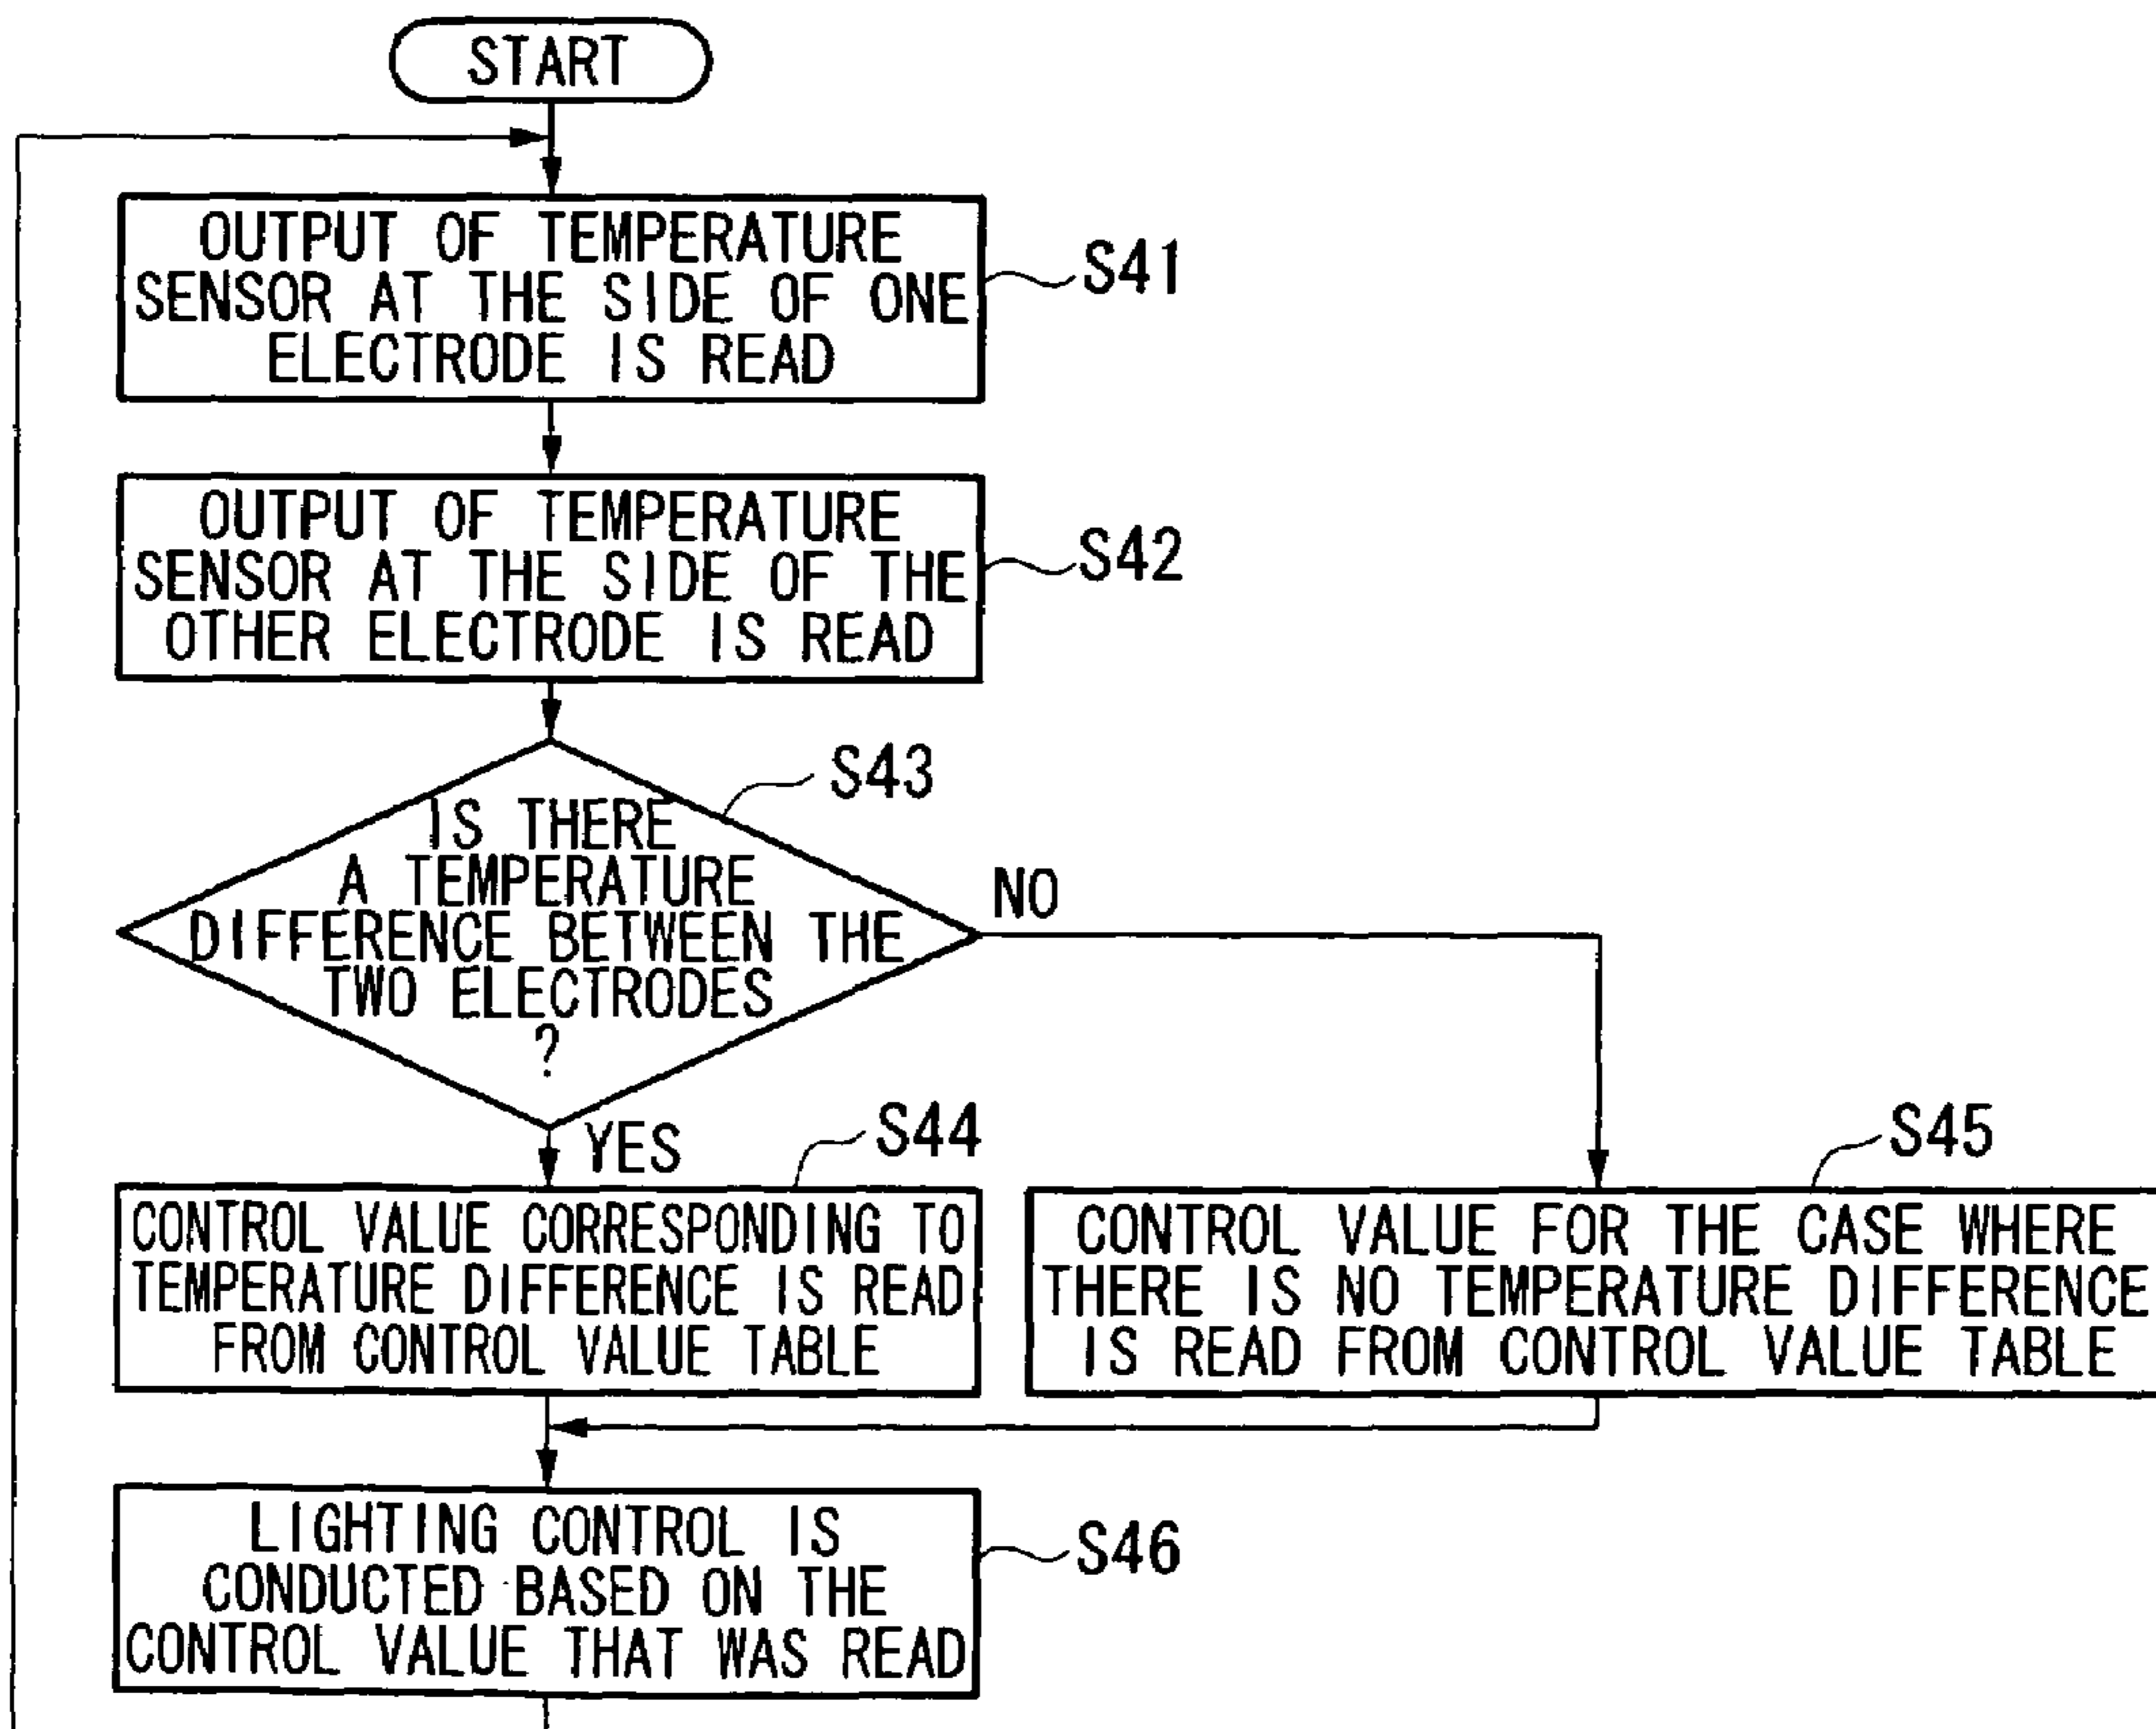 START
OUTPUT OF TEMPERATURE
SENSOR AT THE SIDE OF ONE
ELECTRODE IS READ
S41
OUTPUT OF TEMPERATURE
SENSOR AT THE SIDE OF THE
OTHER ELECTRODE IS READ
S42
S43
IS THERE
A TEMPERATURE
DIFFERENCE BETWEEN THE
TWO ELECTRODES
?
NO
YES
S44
CONTROL VALUE CORRESPONDING TO
TEMPERATURE DIFFERENCE IS READ
FROM CONTROL VALUE TABLE
S45
CONTROL VALUE FOR THE CASE WHERE
THERE IS NO TEMPERATURE DIFFERENCE
IS READ FROM CONTROL VALUE TABLE
LIGHTING CONTROL IS
CONDUCTED BASED ON THE
CONTROL VALUE THAT WAS READ
S46